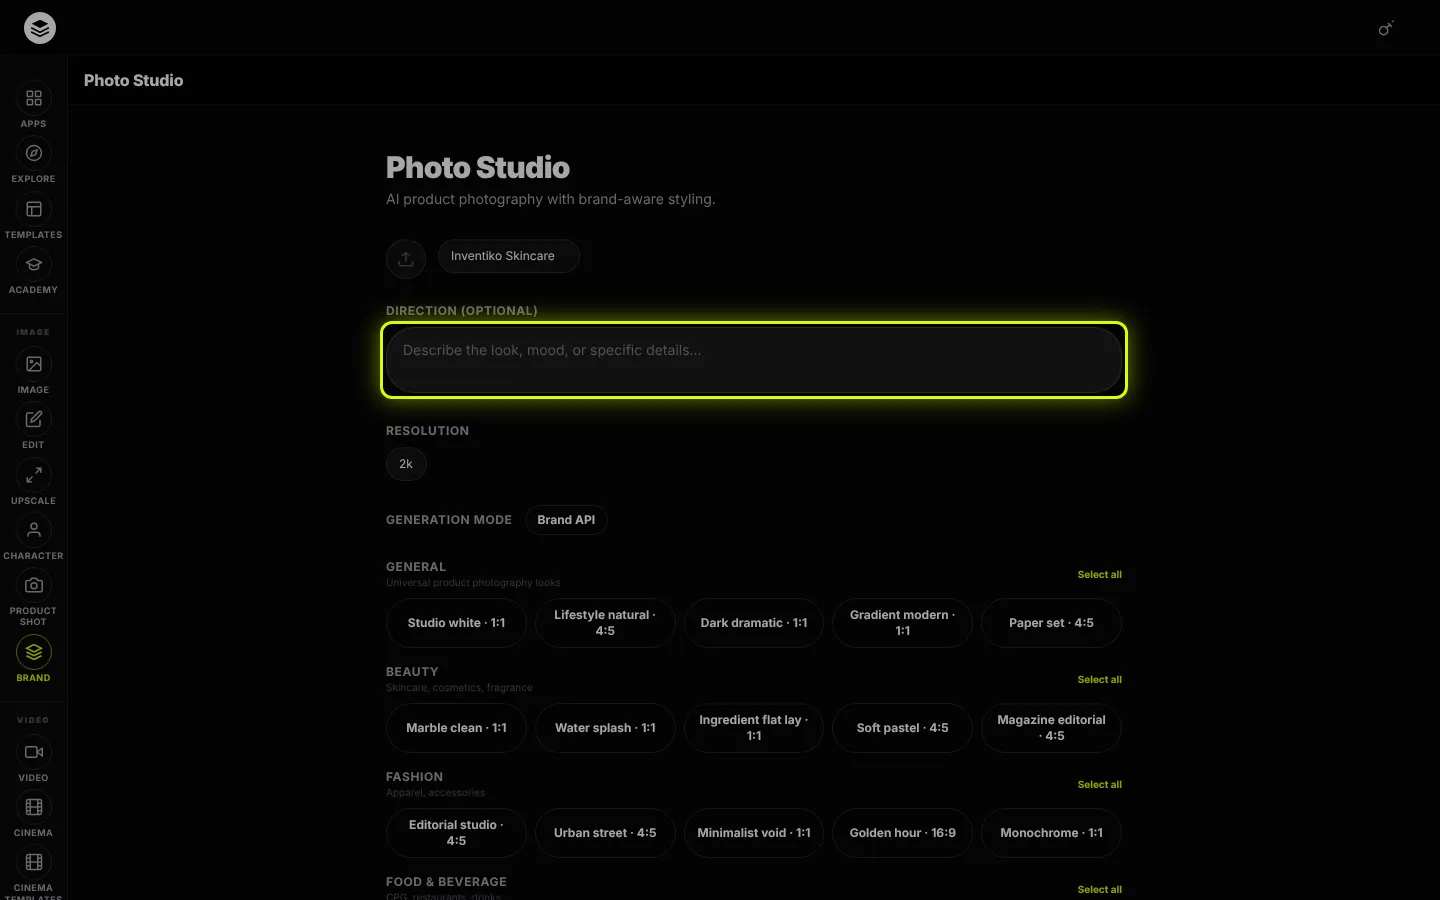 Photo Studio
APPS
EXPLORE
TEMPLATES
ACADEMY
IMAGE
IMAGE
EDIT
UPSCALE
CHARACTER
PRODUCT
SHOT
BRAND
VIDEO
VIDEO
CINEMA
CINEMA
TEMPLATES
Photo Studio
AI product photography with brand-aware styling.
Inventiko Skincare
DIRECTION (OPTIONAL)
Describe the look, mood, or specific details...
RESOLUTION
2k
GENERATION MODE Brand API
GENERAL
Universal product photography looks
Select all
Studio white · 1:1
Lifestyle natural ·
4:5
Dark dramatic · 1:1
Gradient modern ·
1:1
Paper set · 4:5
BEAUTY
Skincare, cosmetics, fragrance
Select all
Marble clean · 1:1
Water splash · 1:1
Ingredient flat lay ·
1:1
Soft pastel · 4:5
Magazine editorial
· 4:5
FASHION
Apparel, accessories
Select all
Editorial studio ·
4:5
Urban street · 4:5
Minimalist void · 1:1
Golden hour · 16:9
Monochrome · 1:1
FOOD & BEVERAGE
CPG, restaurants, drinks
Select all